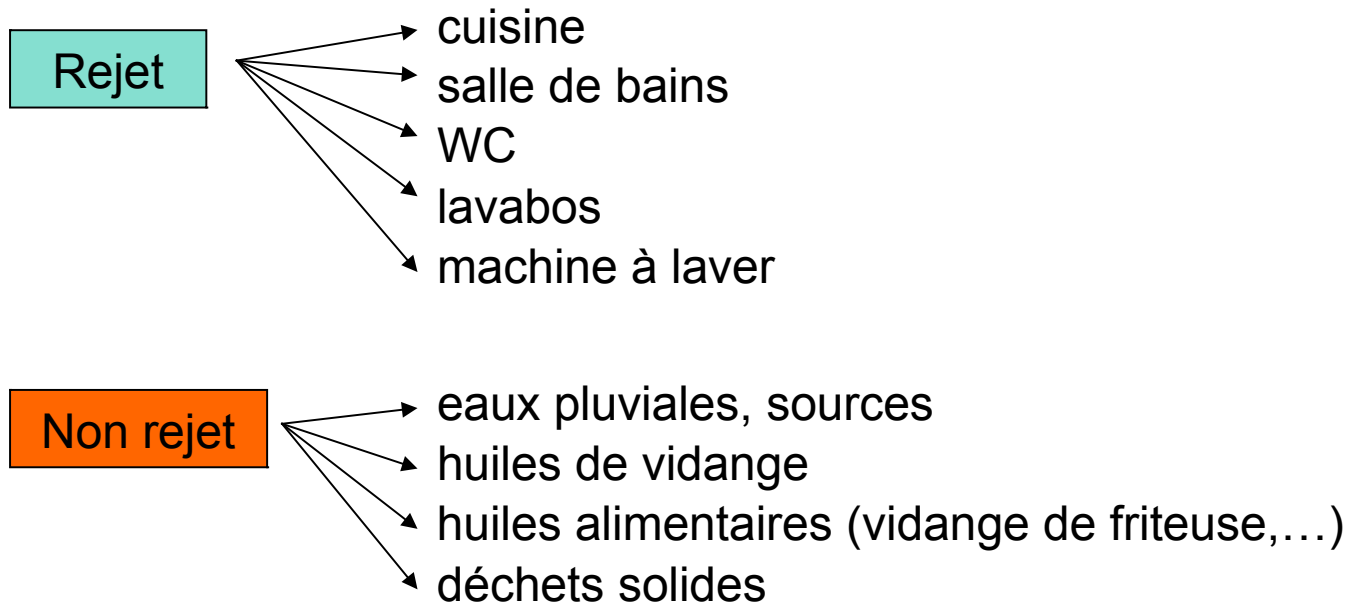 Rejet
cuisine
salle de bains
WC
lavabos
machine à laver
Non rejet
eaux pluviales, sources
huiles de vidange
huiles alimentaires (vidange de friteuse,…)
déchets solides